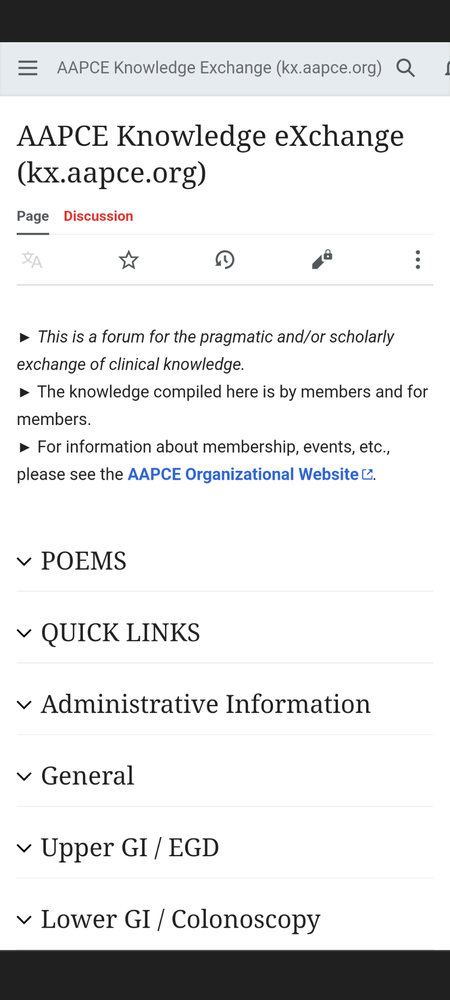 AAPCE Knowledge Exchange (kx.aapce.org)
AAPCE Knowledge eXchange
(kx.aapce.org)
Page Discussion
► This is a forum for the pragmatic and/or scholarly
exchange of clinical knowledge.
► The knowledge compiled here is by members and for
members.
► For information about membership, events, etc.,
please see the AAPCE Organizational Website.
POEMS
QUICK LINKS
Administrative Information
General
Upper GI / EGD
Lower GI / Colonoscopy